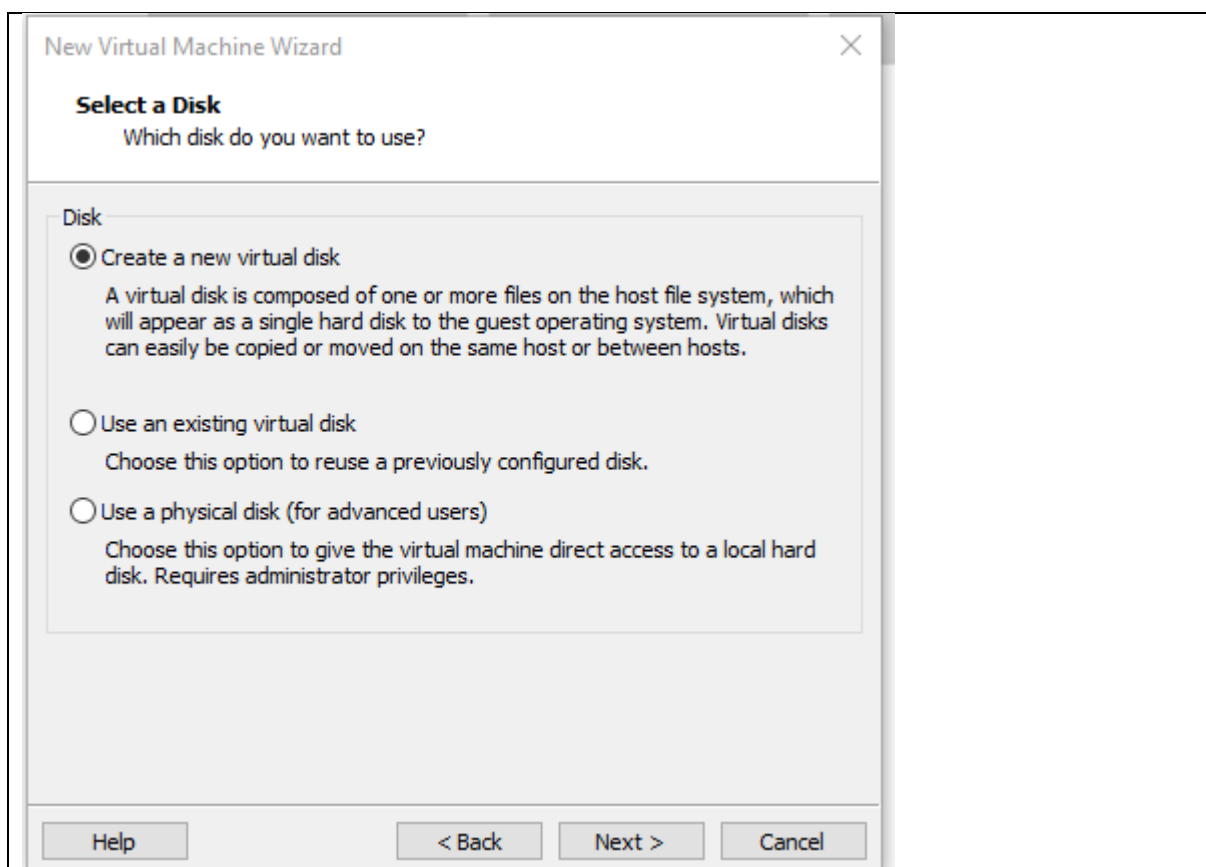 New Virtual Machine Wizard
Select a Disk
Which disk do you want to use?
Disk
Create a new virtual disk
A virtual disk is composed of one or more files on the host file system, which
will appear as a single hard disk to the guest operating system. Virtual disks
can easily be copied or moved on the same host or between hosts.
Use an existing virtual disk
Choose this option to reuse a previously configured disk.
Use a physical disk (for advanced users)
Choose this option to give the virtual machine direct access to a local hard
disk. Requires administrator privileges.
Help < Back Next > Cancel